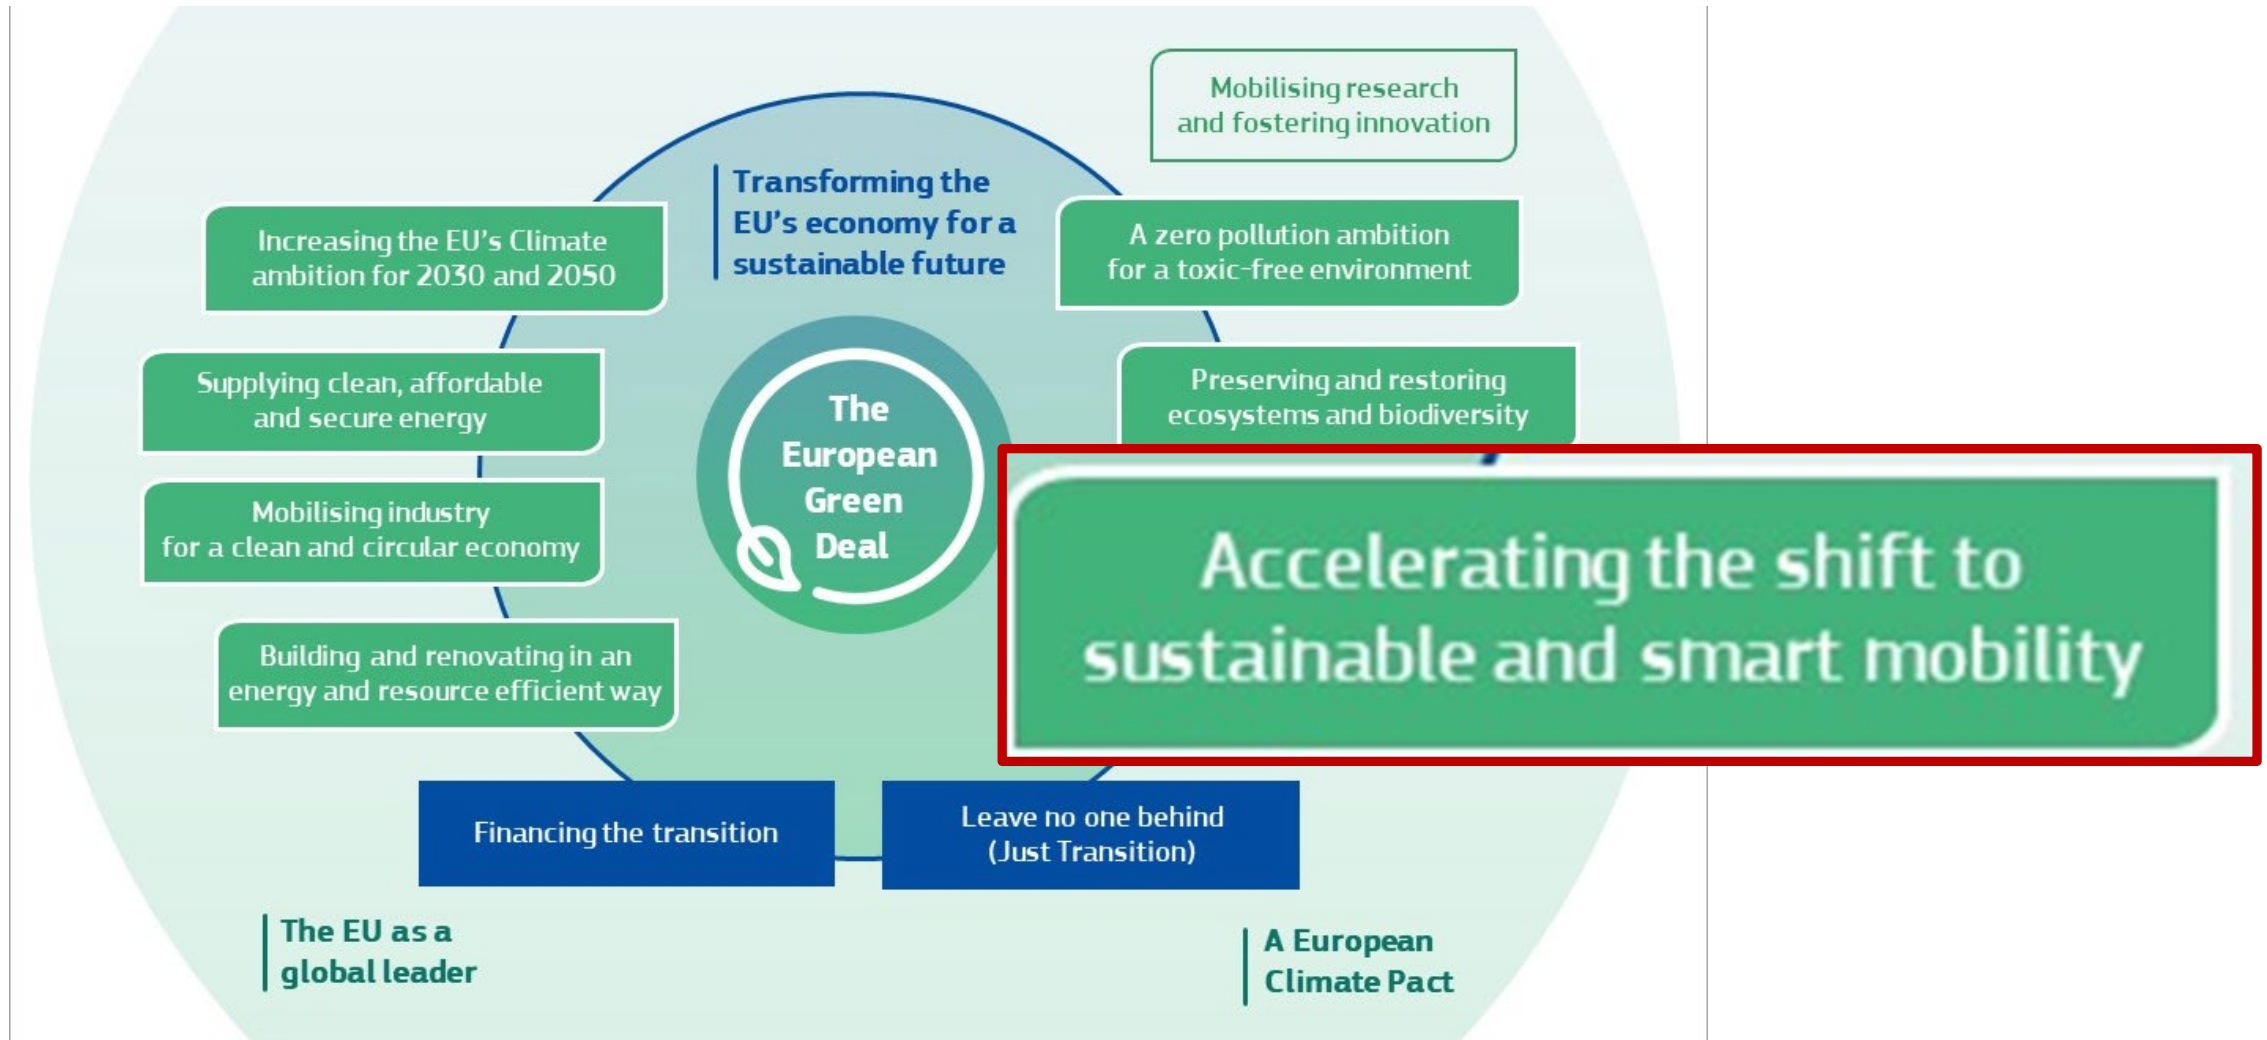 Mobilising research
and fostering innovation
Transforming the
EU's economy for a
sustainable future
Increasing the EU's Climate
ambition for 2030 and 2050
A zero pollution ambition
for a toxic-free environment
Supplying clean, affordable
and secure energy
Preserving and restoring
ecosystems and biodiversity
The
European
Green
Deal
Mobilising industry
for a clean and circular economy
Accelerating the shift to
sustainable and smart mobility
Building and renovating in an
energy and resource efficient way
Financing the transition
Leave no one behind
(Just Transition)
The EU as a
global leader
A European
Climate Pact